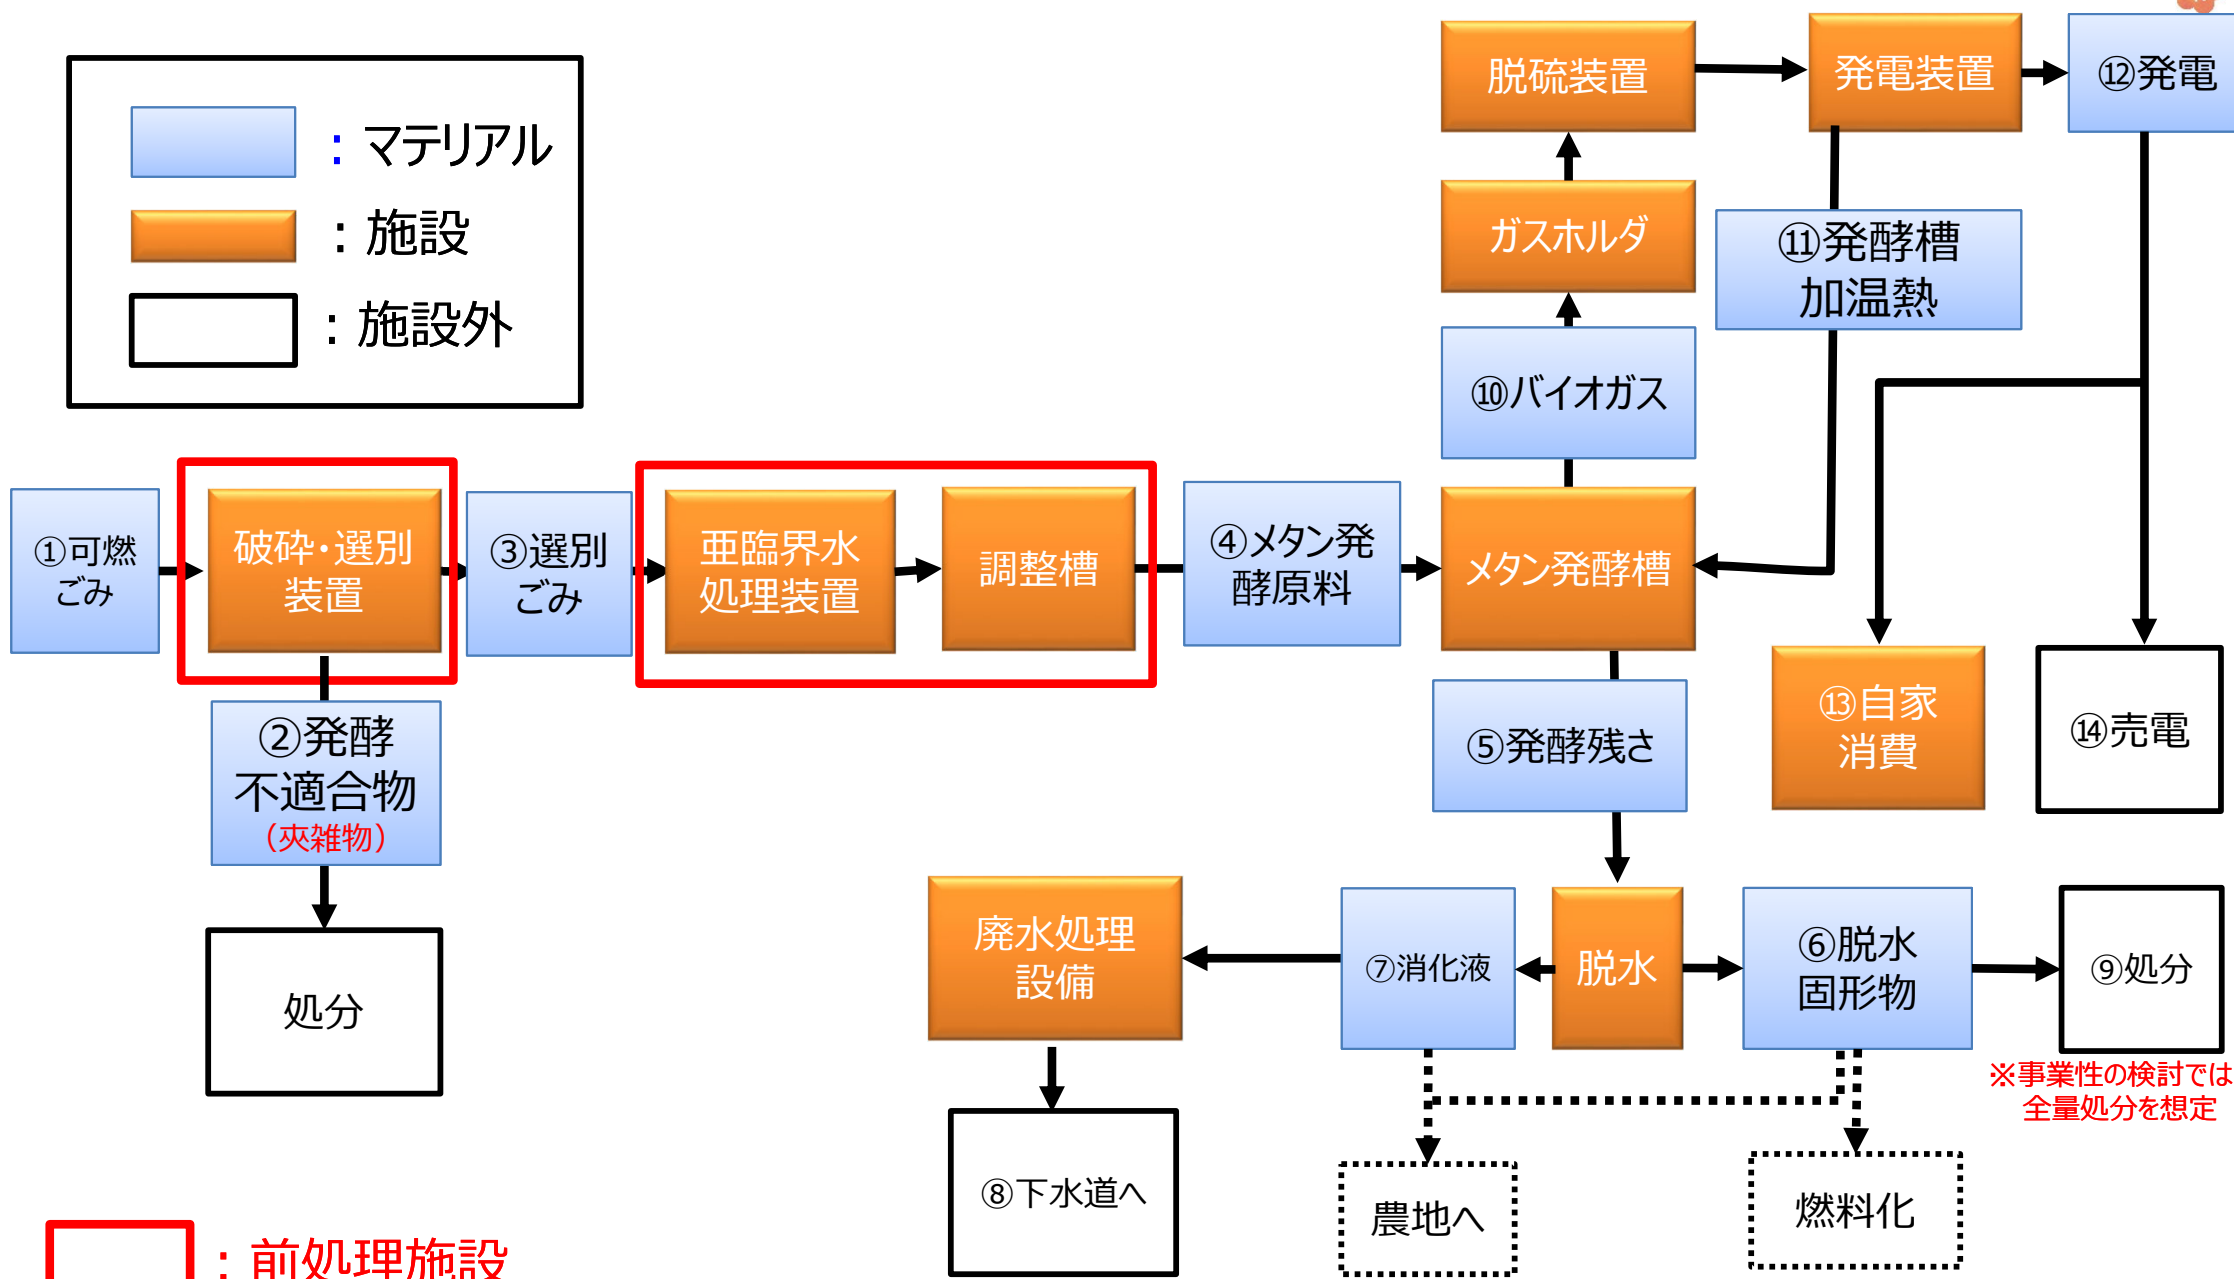 ：マテリアル
：施設
：施設外
脱硫装置
発電装置
⑫発電
ガスホルダ
⑪発酵槽
加温熱
⑩バイオガス
①可燃
ごみ
破砕・選別
装置
③選別
ごみ
亜臨界水
処理装置
調整槽
④メタン発
酵原料
メタン発酵槽
②発酵
不適合物
（夾雑物）
処分
⑤発酵残さ
⑬自家
消費
⑭売電
廃水処理
設備
⑦消化液
脱水
⑥脱水
固形物
⑨処分
※事業性の検討では
全量処分を想定
⑧下水道へ
農地へ
燃料化
：前処理施設